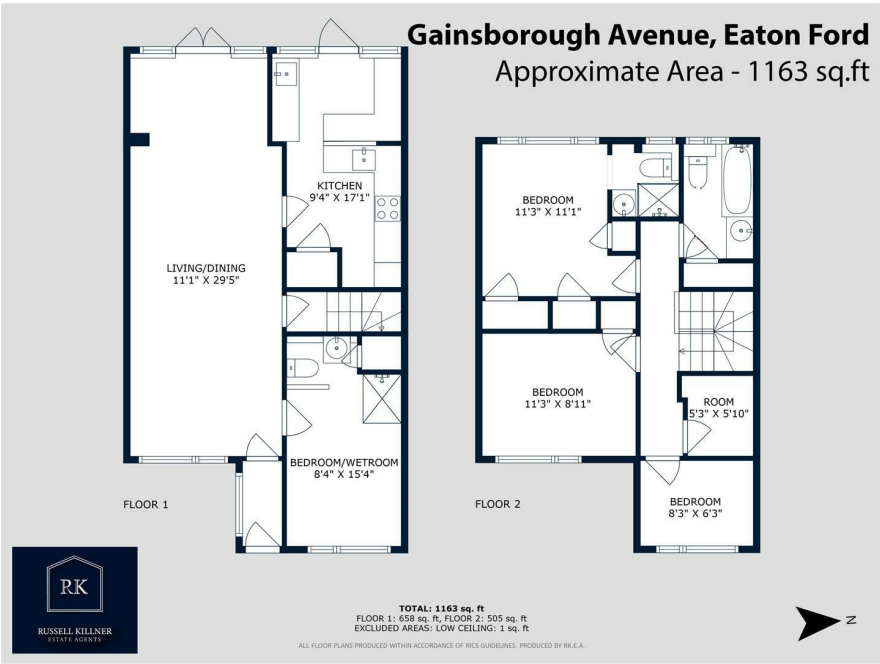 Gainsborough Avenue, Eaton Ford
Approximate Area - 1163 sq.ft
KITCHEN
9'4" X 17'1"
LIVING/DINING
11'1" X 29'5"
BEDROOM/WETROOM
8'4" X 15'4"
FLOOR 1
BEDROOM
11'3" X 11'1"
BEDROOM
11'3" X 8'11"
ROOM
5'3" X 5'10"
BEDROOM
8'3" X 6'3"
FLOOR 2
RK
RUSSELL KILLNER
ESTATE AGENTS
TOTAL: 1163 sq. ft
FLOOR 1: 658 sq. ft, FLOOR 2: 505 sq. ft
EXCLUDED AREAS: LOW CEILING: 1 sq. ft
ALL FLOOR PLANS PRODUCED WITHIN ACCORDANCE OF RICS GUIDELINES. PRODUCED BY RK.E.A.
N